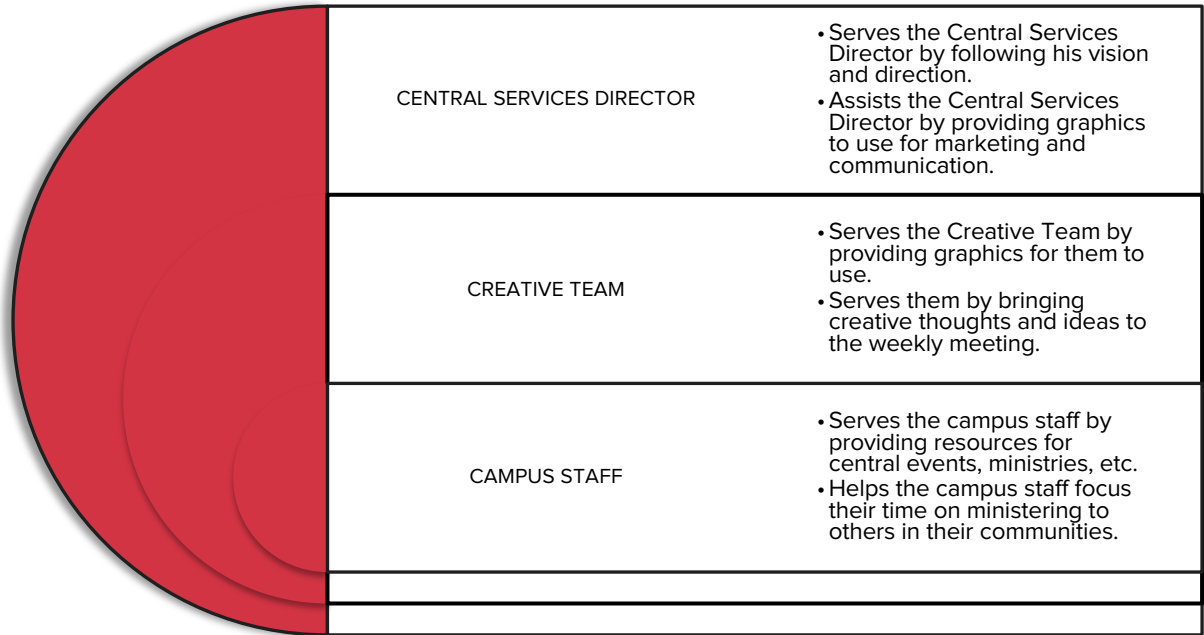 CENTRAL SERVICES DIRECTOR
• Serves the Central Services
Director by following his vision
and direction.
• Assists the Central Services
Director by providing graphics
to use for marketing and
communication.
CREATIVE TEAM
• Serves the Creative Team by
providing graphics for them to
use.
• Serves them by bringing
creative thoughts and ideas to
the weekly meeting.
CAMPUS STAFF
• Serves the campus staff by
providing resources for
central events, ministries, etc.
• Helps the campus staff focus
their time on ministering to
others in their communities.